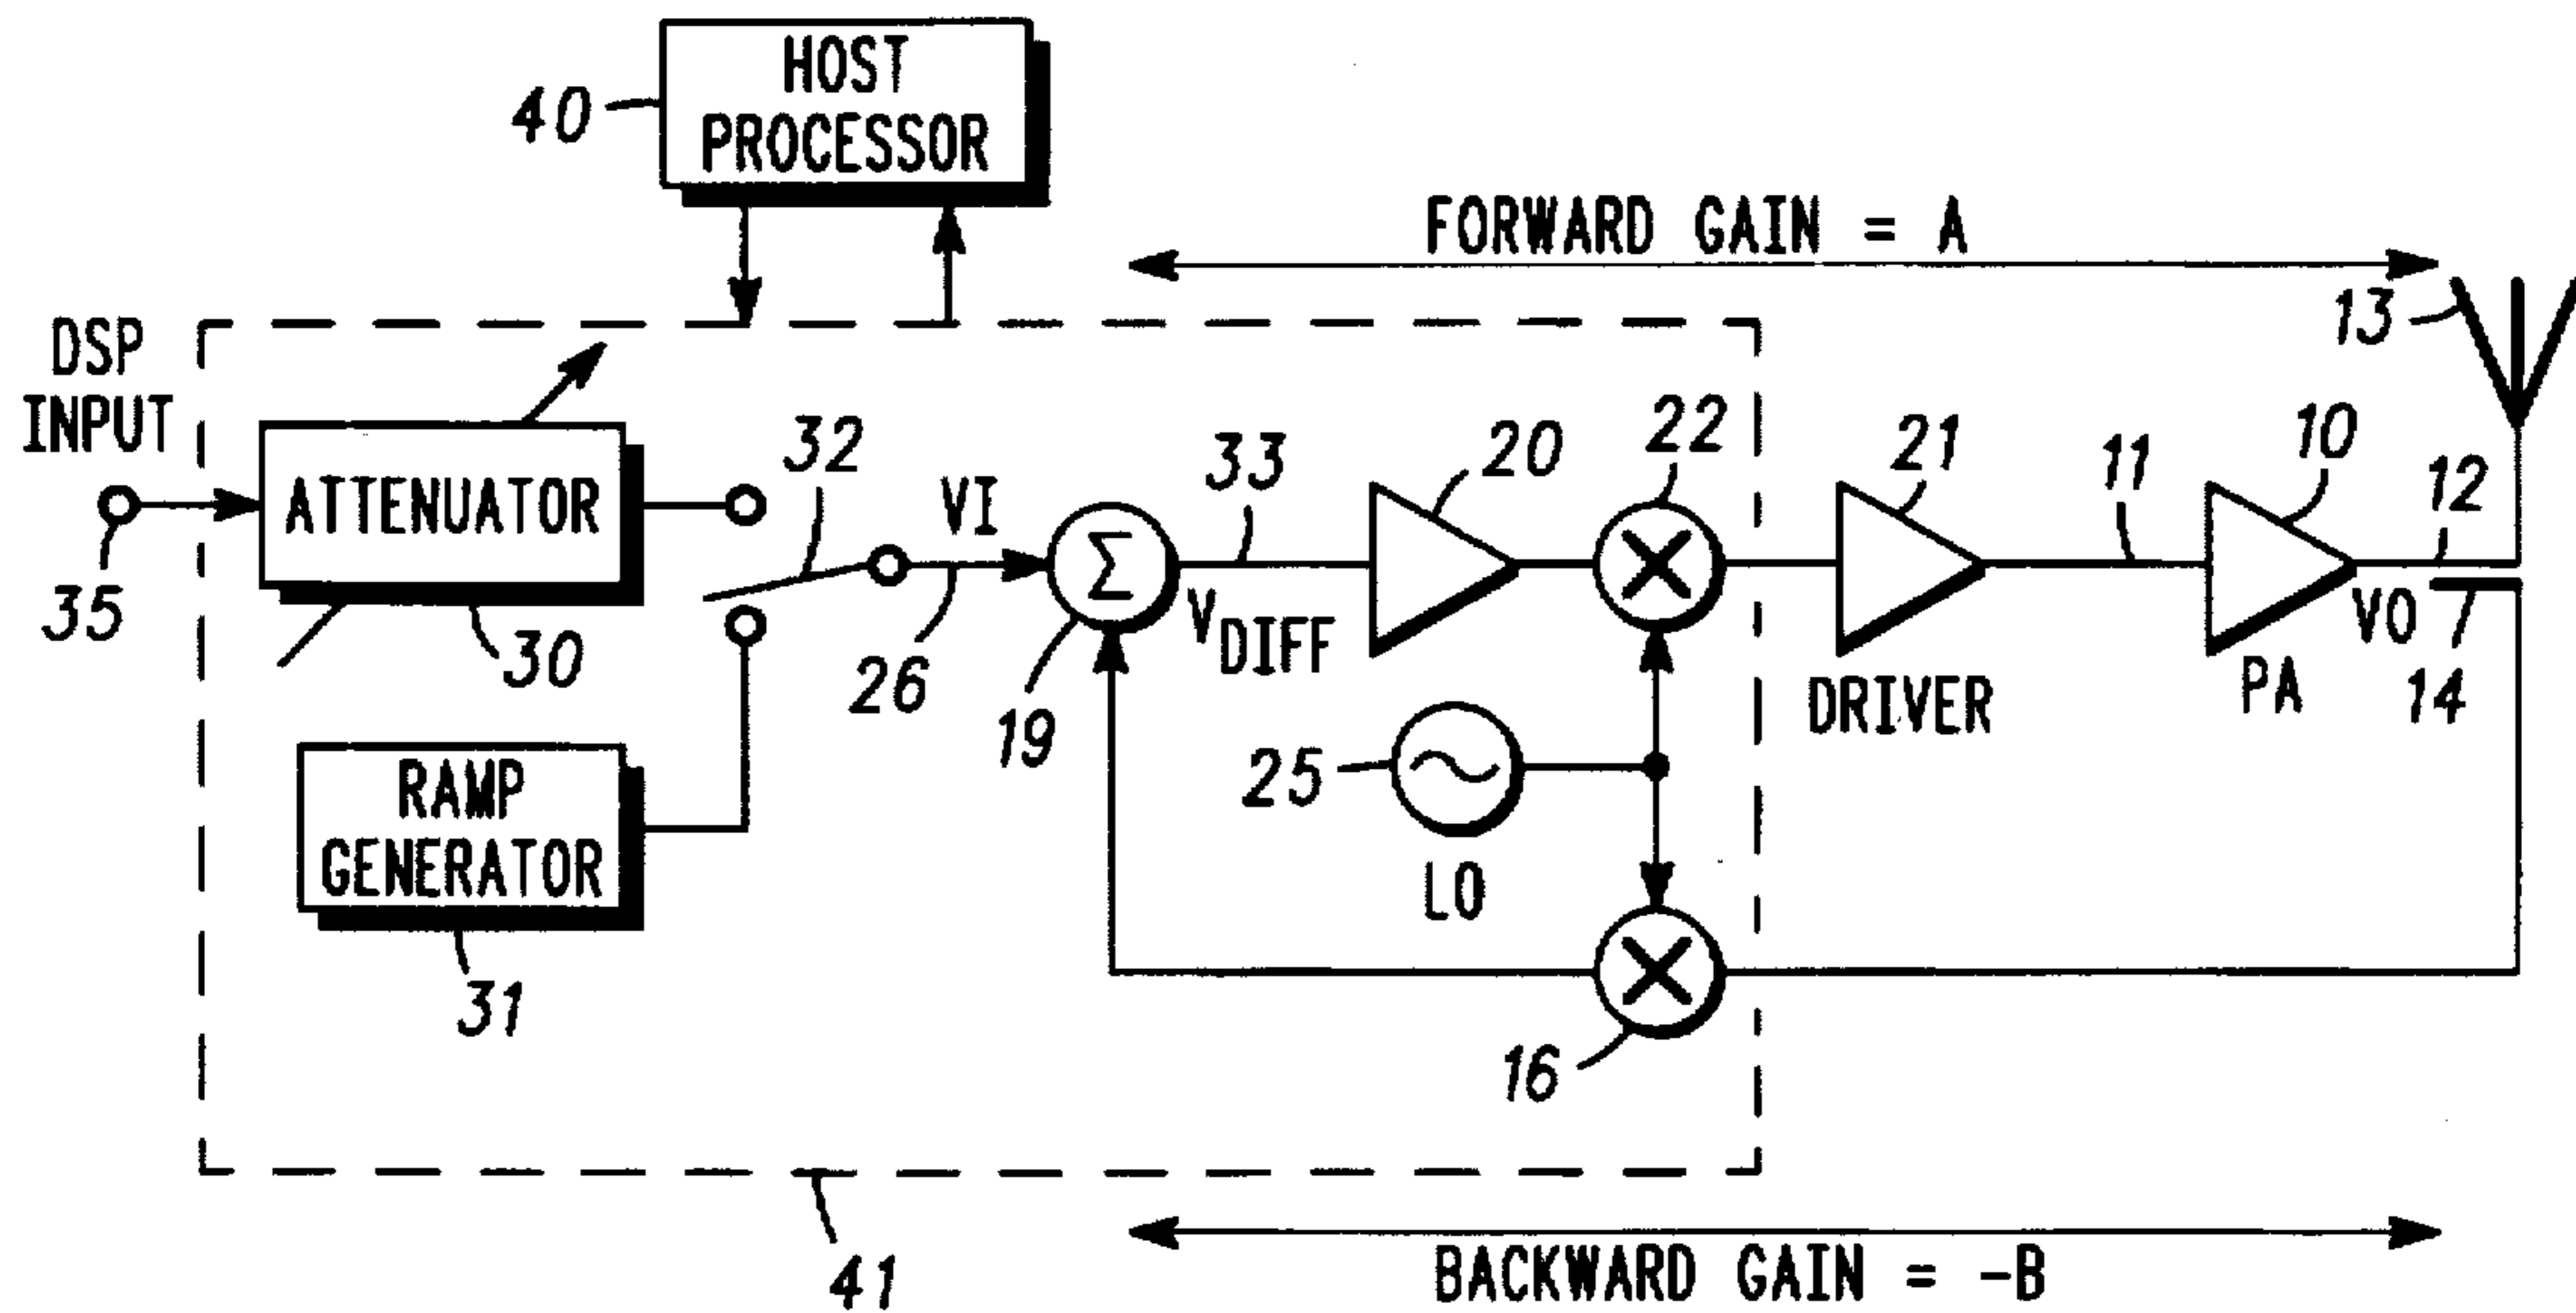 HOST
PROCESSOR
40
FORWARD GAIN = A
13
DSP
INPUT
ATTENUATOR
35
30
32
VI
26
Σ
19
33
V DIFF
20
22
21
DRIVER
11
10
PA
12
VO
14
25
LO
RAMP
GENERATOR
31
16
41
BACKWARD GAIN = -B